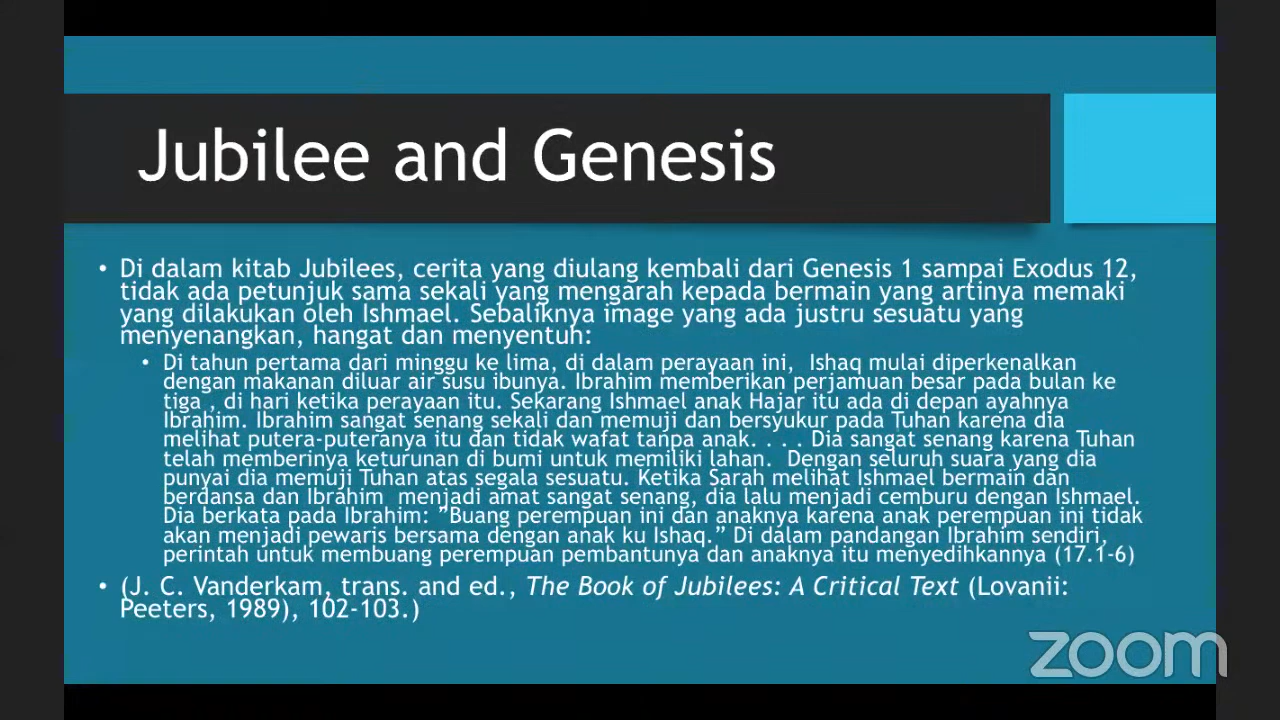 Jubilee and Genesis
• Di dalam kitab Jubilees, cerita yang diulang kembali dari Genesis 1 sampai Exodus 12,
tidak ada petunjuk sama sekali yang mengarah kepada bermain yang artinya memaki
yang dilakukan oleh Ishmael. Sebaliknya image yang ada justru sesuatu yang
menyenangkan, hangat dan menyentuh:
• Di tahun pertama dari minggu ke lima, di dalam perayaan ini, Ishaq mulai diperkenalkan
dengan makanan diluar air susu ibunya. Ibrahim memberikan perjamuan besar pada bulan ke
tiga , di hari ketika perayaan itu. Sekarang Ishmael anak Hajar itu ada di depan ayahnya
Ibrahim. Ibrahim sangat senang sekali dan memuji dan bersyukur pada Tuhan karena dia
melihat putera-puteranya itu dan tidak wafat tanpa anak. . . . . Dia sangat senang karena Tuhan
telah memberinya keturunan di bumi untuk memiliki lahan. Dengan seluruh suara yang dia
punyai dia memuji Tuhan atas segala sesuatu. Ketika Sarah melihat Ishmael bermain dan
berdansa dan Ibrahim menjadi amat sangat senang, dia lalu menjadi cemburu dengan Ishmael.
Dia berkata pada Ibrahim: ”Buang perempuan ini dan anaknya karena anak perempuan ini tidak
akan menjadi pewaris bersama dengan anak ku Ishaq.” Di dalam pandangan Ibrahim sendiri,
perintah untuk membuang perempuan pembantunya dan anaknya itu menyedihkannya (17.1-6)
• (J. C. Vanderkam, trans. and ed., The Book of Jubilees: A Critical Text (Lovanii:
Peeters, 1989), 102-103.)
zoom